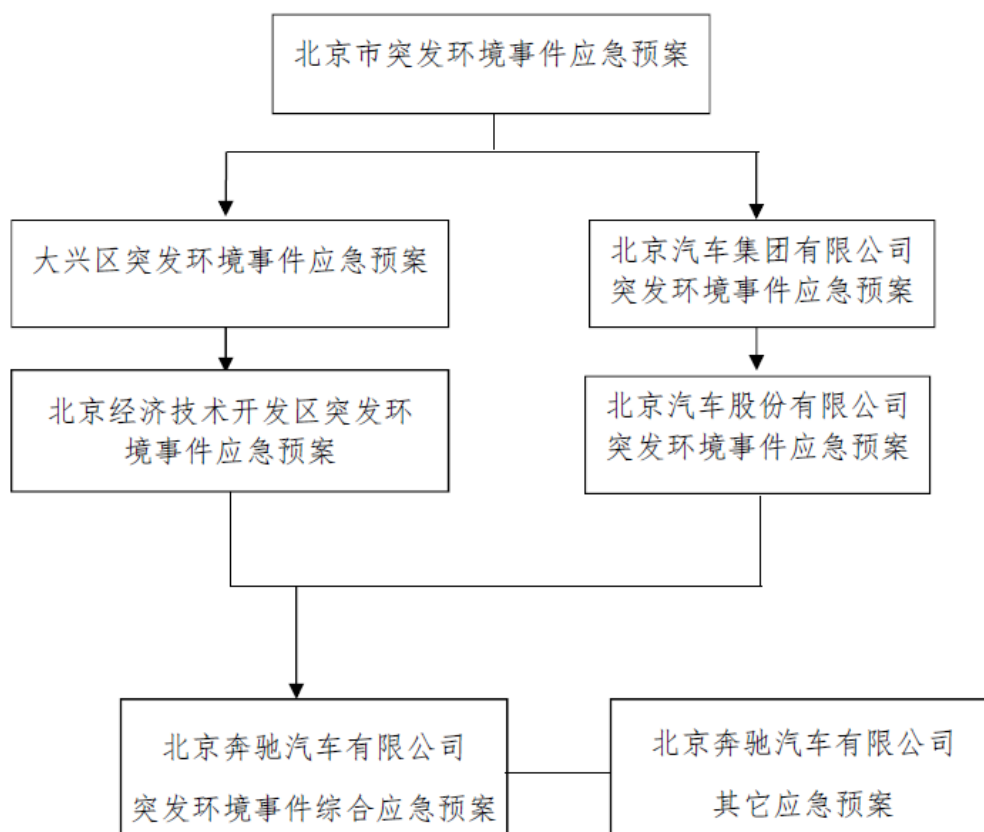 北京市突发环境事件应急预案
大兴区突发环境事件应急预案
北京汽车集团有限公司
突发环境事件应急预案
北京经济技术开发区突发环
境事件应急预案
北京汽车股份有限公司
突发环境事件应急预案
北京奔驰汽车有限公司
突发环境事件综合应急预案
北京奔驰汽车有限公司
其它应急预案